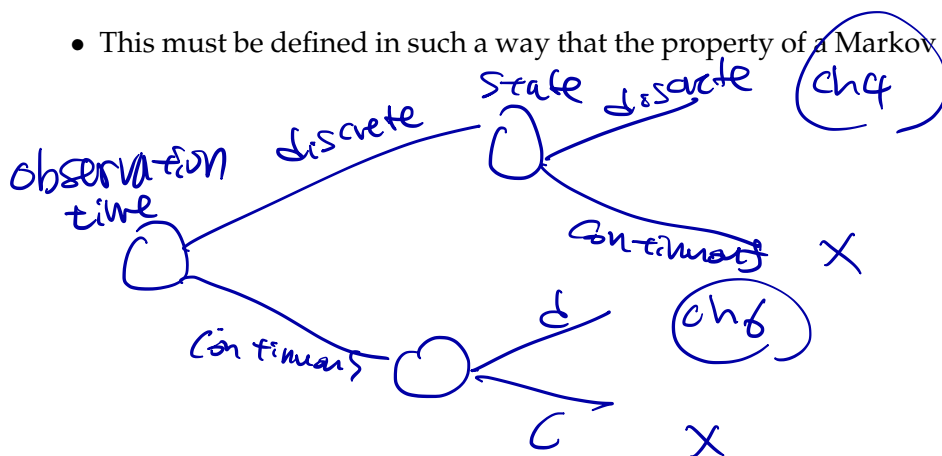 • This must be defined in such a way that the property of a Markov
state discrete ch4
discrete
observation
time
continuous X
d ch6
continuous
C X